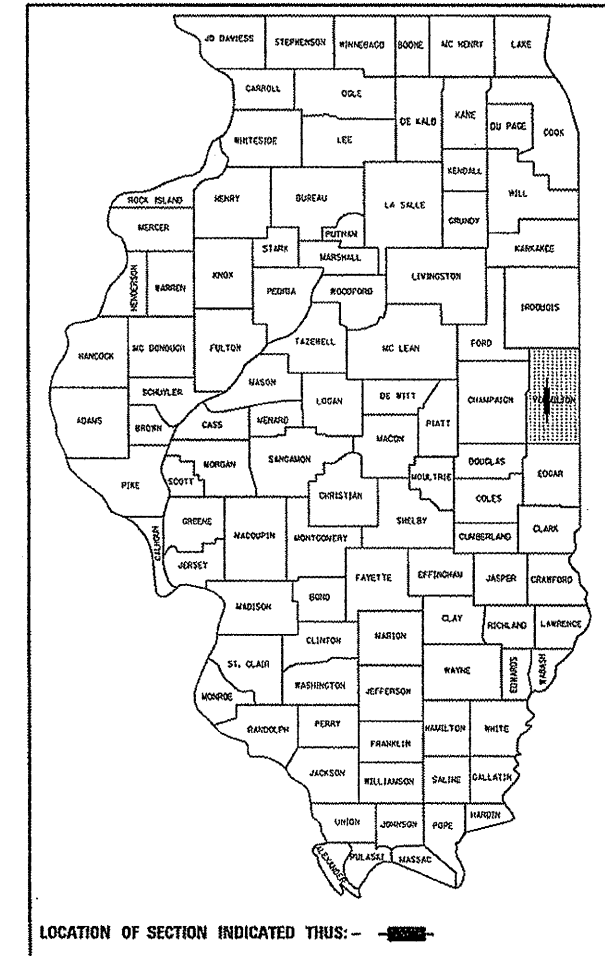 JO DAVIESS STEPHENSON WINNEBAGO BOONE MC HENRY LAKE
CARROLL OGLE
DE KALB KANE DU PAGE COOK
WHITESIDE LEE
KENDALL WILL
ROCK ISLAND HENRY BUREAU LA SALLE
MERCER PUTNAM GRUNDY
STARK MARSHALL KANKAKEE
HENDERSON WARREN KNOX PEORIA WOODFORD LIVINGSTON
IROQUOIS
HANCOCK MC DONOUGH FULTON TAZEWELL MC LEAN FORD
SCHUYLER MASON LOGAN DE WITT CHAMPAIGN VERMILION
ADAMS BROWN CASS MENARD PIATT
MACON
PIKE SCOTT MORGAN SANGAMON MOULTRIE DOUGLAS EDGAR
CHRISTIAN COLES
CALHOUN GREENE MACOUPIN MONTGOMERY SHELBY CUMBERLAND CLARK
JERSEY FAYETTE EFFINGHAM JASPER CRAWFORD
MADISON BOND
CLAY RICHLAND LAWRENCE
CLINTON MARION
ST. CLAIR WAYNE EDWARDS WABASH
MONROE WASHINGTON JEFFERSON
RANDOLPH PERRY HAMILTON WHITE
FRANKLIN
JACKSON WILLIAMSON SALINE GALLATIN
UNION JOHNSON POPE HARDIN
ALEXANDER PULASKI MASSAC
LOCATION OF SECTION INDICATED THUS: -